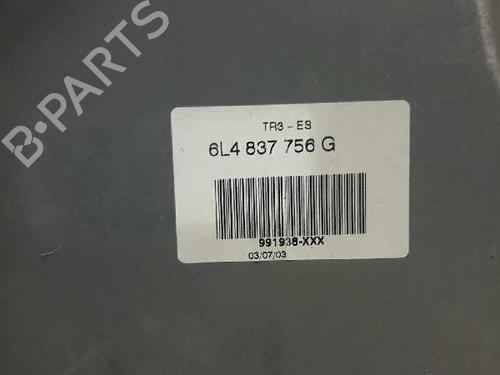 B-PARTS
TRI3-ES
6L4 837 756 G
991938-XXX
03/07/03